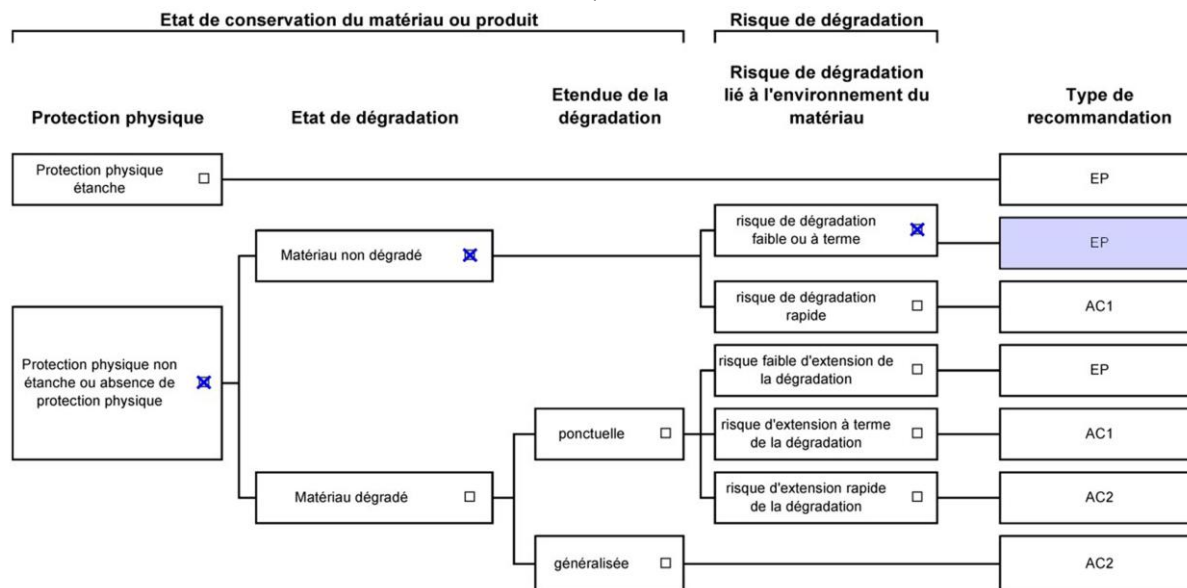 Etat de conservation du matériau ou produit
Risque de dégradation
Protection physique
Etat de dégradation
Etendue de la
dégradation
Risque de dégradation
lié à l'environnement du
matériau
Type de
recommandation
Protection physique
étanche
EP
risque de dégradation
faible ou à terme
EP
Matériau non dégradé
risque de dégradation
rapide
AC1
Protection physique non
étanche ou absence de
protection physique
risque faible d'extension de
la dégradation
EP
ponctuelle
risque d'extension à terme
de la dégradation
AC1
Matériau dégradé
risque d'extension rapide
de la dégradation
AC2
généralisée
AC2